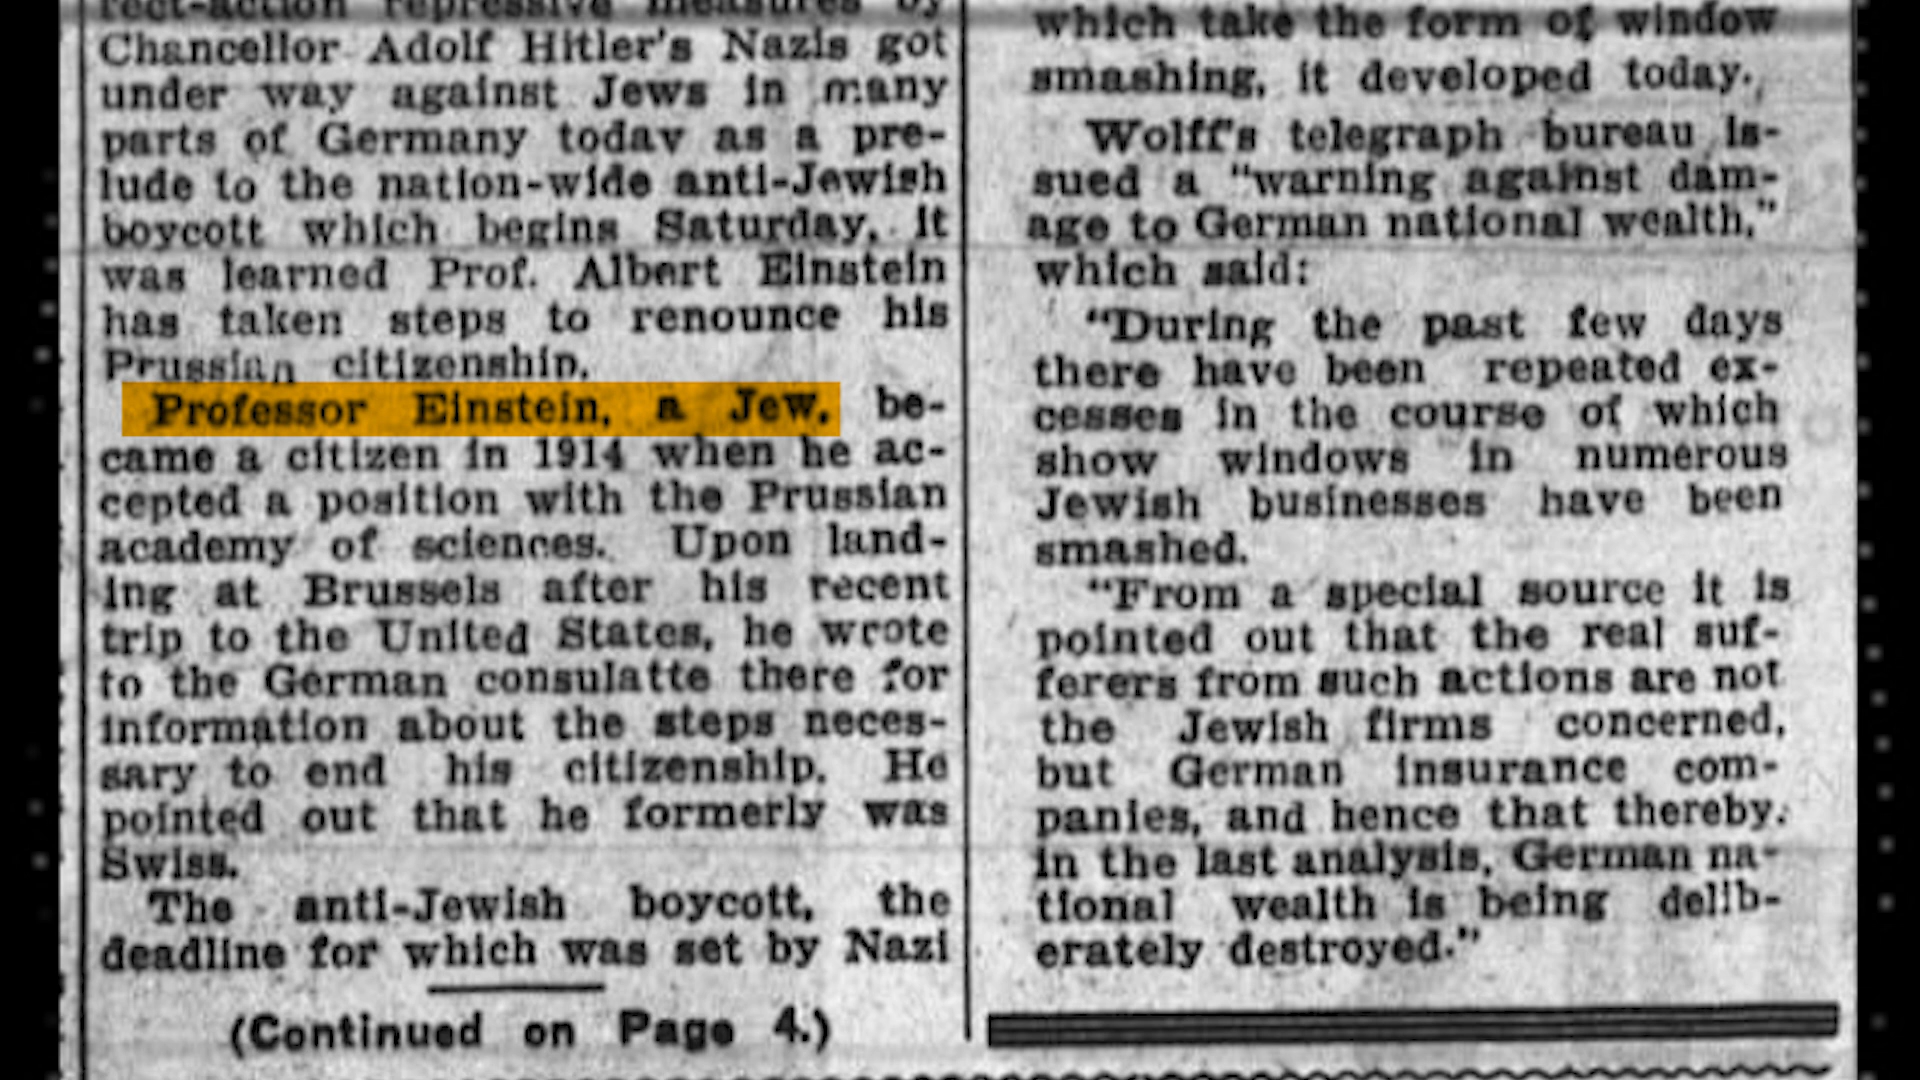 rect-action repressive measures by
Chancellor Adolf Hitler's Nazis got
under way against Jews in many
parts of Germany today as a pre-
lude to the nation-wide anti-Jewish
boycott which begins Saturday, it
was learned Prof. Albert Einstein
has taken steps to renounce his
Prussian citizenship.
Professor Einstein, a Jew, be-
came a citizen in 1914 when he ac-
cepted a position with the Prussian
academy of sciences. Upon land-
ing at Brussels after his recent
trip to the United States, he wrote
to the German consulatte there for
information about the steps neces-
sary to end his citizenship. He
pointed out that he formerly was
Swiss.
The anti-Jewish boycott, the
deadline for which was set by Nazi
(Continued on Page 4.)
which take the form of window
smashing, it developed today.
Wolff's telegraph bureau is-
sued a "warning against dam-
age to German national wealth,"
which said:
"During the past few days
there have been repeated ex-
cesses in the course of which
show windows in numerous
Jewish businesses have been
smashed.
"From a special source it is
pointed out that the real suf-
ferers from such actions are not
the Jewish firms concerned,
but German insurance com-
panies, and hence that thereby,
in the last analysis, German na-
tional wealth is being delib-
erately destroyed."